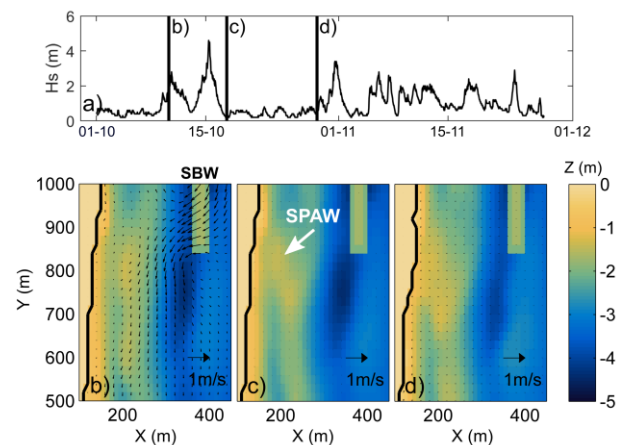 6
b)
c)
d)
4
Hs (m)
2
a)
0
01-10
15-10
01-11
15-11
01-12
SBW
Z (m)
1000
0
900
SPAW
-1
800
-2
Y (m)
700
-3
600
-4
1m/s
1m/s
1m/s
b)
c)
d)
500
-5
200
400
200
400
200
400
X (m)
X (m)
X (m)